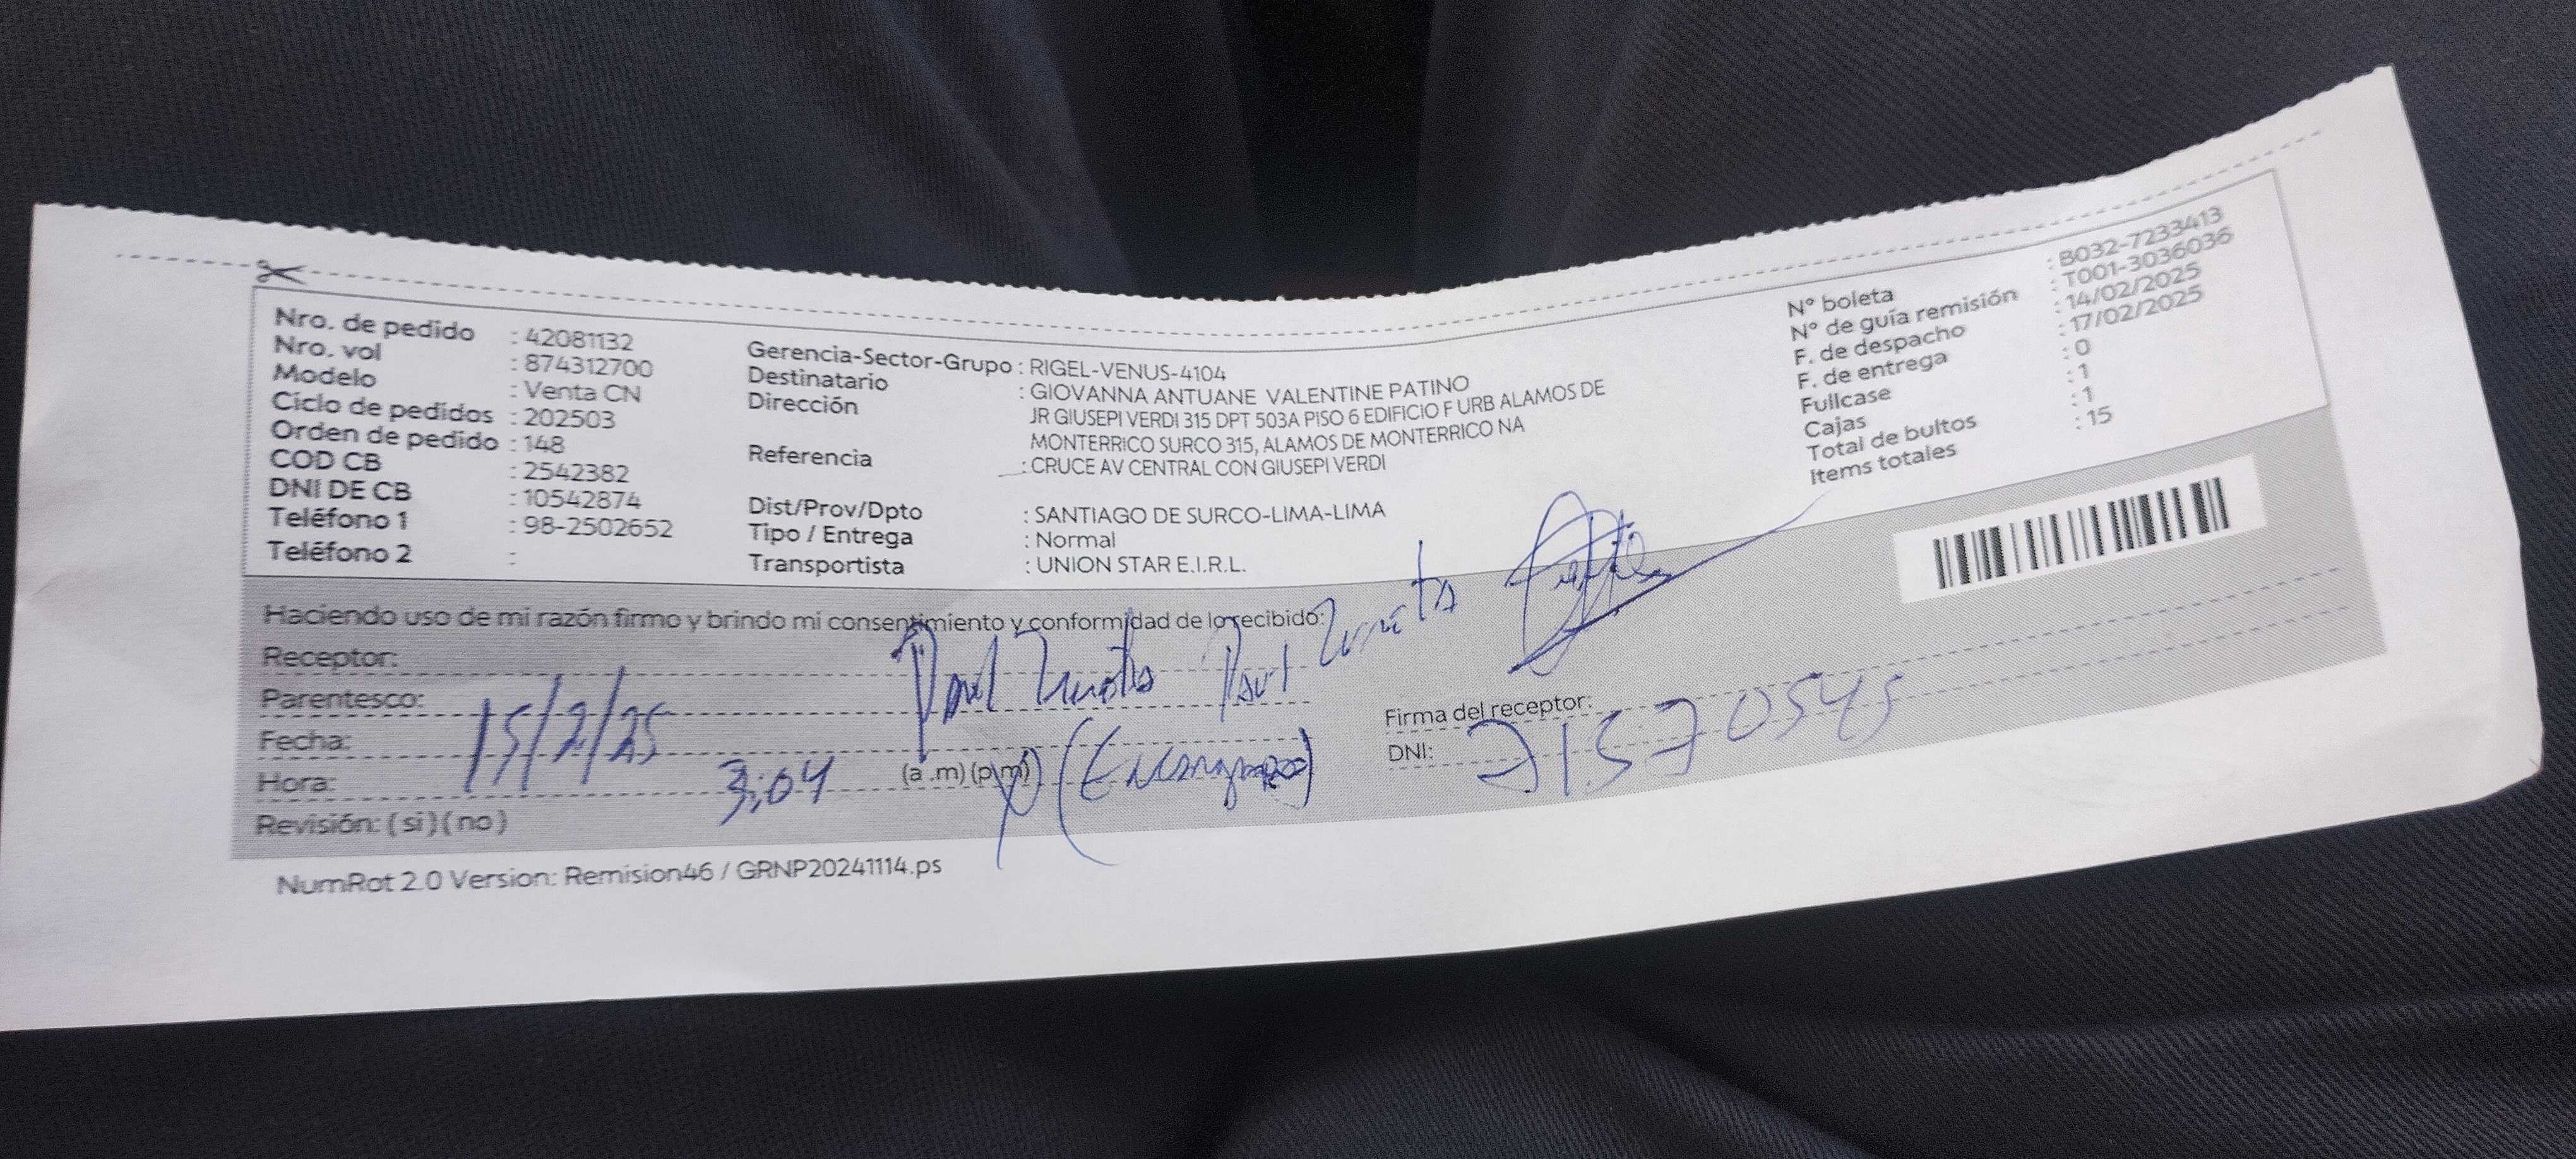 Nro. de pedido : 42081132
Nro. vol : 874312700
Modelo : Venta CN
Ciclo de pedidos : 202503
Orden de pedido : 148
COD CB : 2542382
DNI DE CB : 10542874
Teléfono 1 : 98-2502652
Teléfono 2 :
Gerencia-Sector-Grupo : RIGEL-VENUS-4104
Destinatario : GIOVANNA ANTUANE VALENTINE PATINO
Dirección JR GIUSEPI VERDI 315 DPT 503A PISO 6 EDIFICIO F URB ALAMOS DE
MONTERRICO SURCO 315, ALAMOS DE MONTERRICO NA
Referencia : CRUCE AV CENTRAL CON GIUSEPI VERDI
Dist/Prov/Dpto : SANTIAGO DE SURCO-LIMA-LIMA
Tipo / Entrega : Normal
Transportista : UNION STAR E.I.R.L.
N° boleta : B032-7233413
N° de guía remisión : T001-3036036
F. de despacho : 14/02/2025
F. de entrega : 17/02/2025
Fullcase : 0
Cajas : 1
Total de bultos : 1
Items totales : 15
Haciendo uso de mi razón firmo y brindo mi consentimiento y conformidad de lo recibido:
Receptor:
Parentesco:
Fecha: 15/2/25
Hora: 3:04 (a .m) (p.m)
Revisión: ( si ) ( no )
Firma del receptor:
DNI: 21570545
NumRot 2.0 Version: Remision46 / GRNP20241114.ps